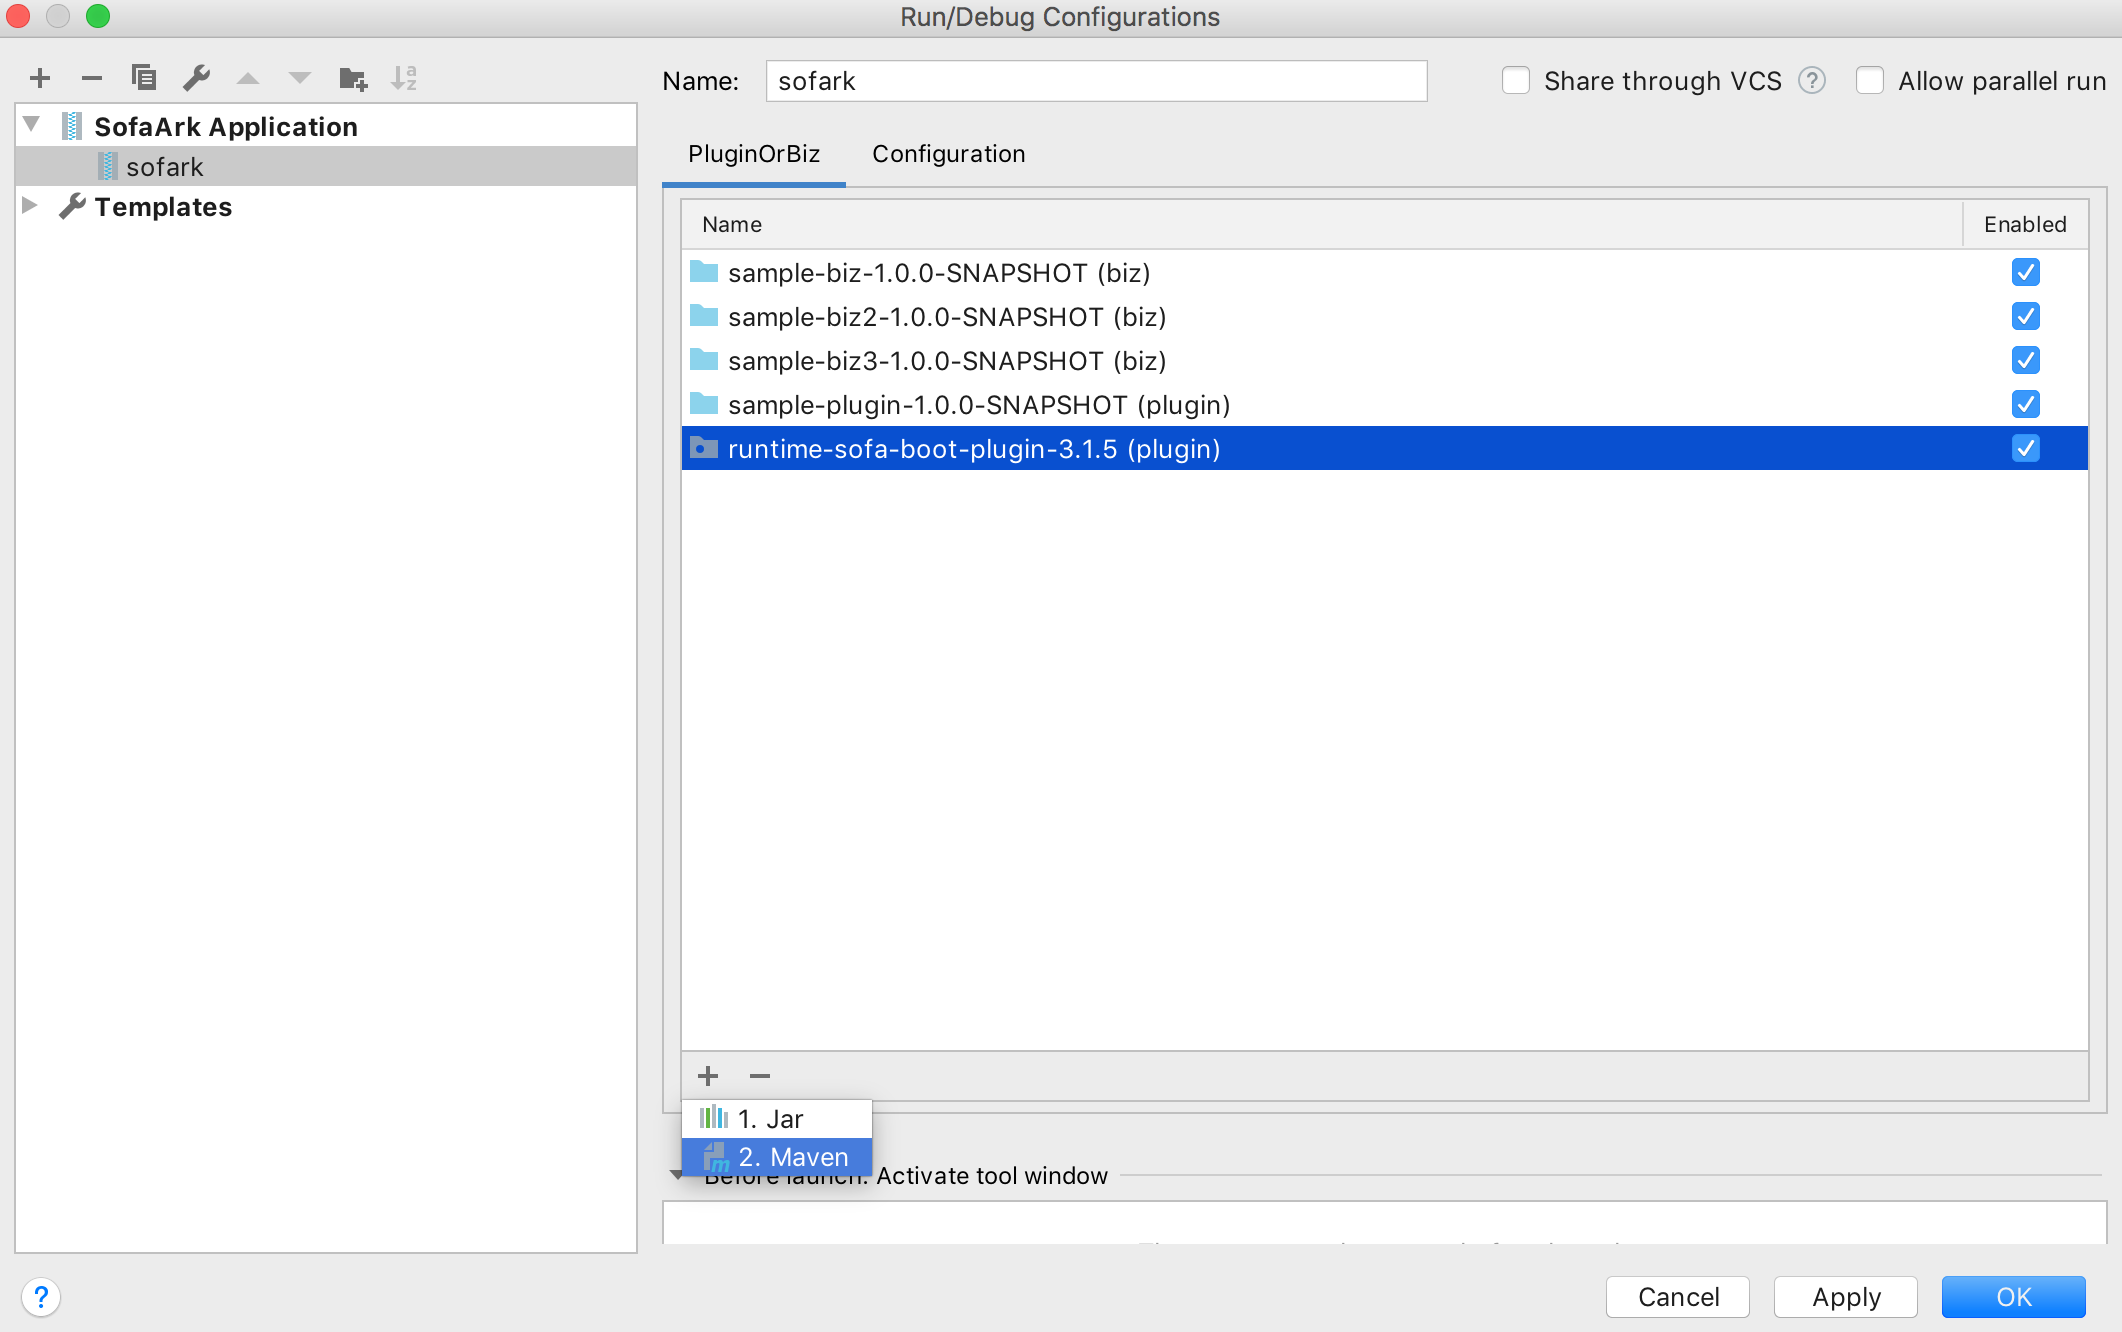 Run/Debug Configurations
Name: sofark
Share through VCS ?
Allow parallel run
SofaArk Application
sofark
Templates
PluginOrBiz
Configuration
Name
Enabled
sample-biz-1.0.0-SNAPSHOT (biz)
sample-biz2-1.0.0-SNAPSHOT (biz)
sample-biz3-1.0.0-SNAPSHOT (biz)
sample-plugin-1.0.0-SNAPSHOT (plugin)
runtime-sofa-boot-plugin-3.1.5 (plugin)
1. Jar
2. Maven
Before launch: Activate tool window
?
Cancel
Apply
OK